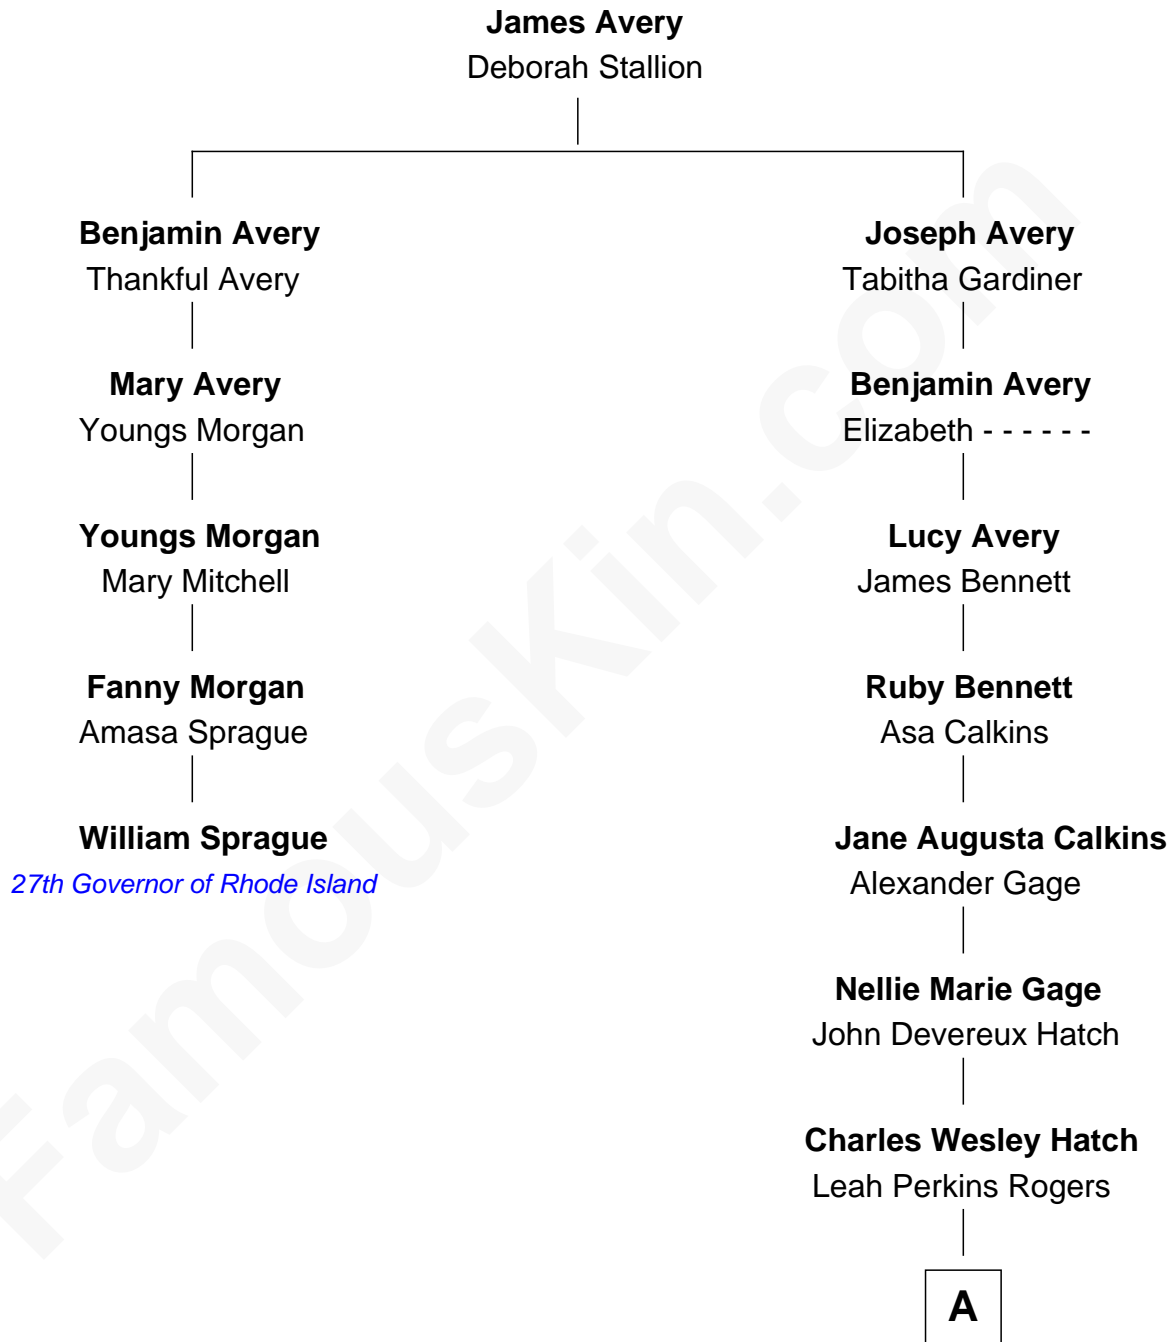 James Avery
Deborah Stallion
Benjamin Avery
Thankful Avery
Mary Avery
Youngs Morgan
Youngs Morgan
Mary Mitchell
Fanny Morgan
Amasa Sprague
William Sprague
27th Governor of Rhode Island
Joseph Avery
Tabitha Gardiner
Benjamin Avery
Elizabeth - - - - - -
Lucy Avery
James Bennett
Ruby Bennett
Asa Calkins
Jane Augusta Calkins
Alexander Gage
Nellie Marie Gage
John Devereux Hatch
Charles Wesley Hatch
Leah Perkins Rogers
A
FamousKin.com